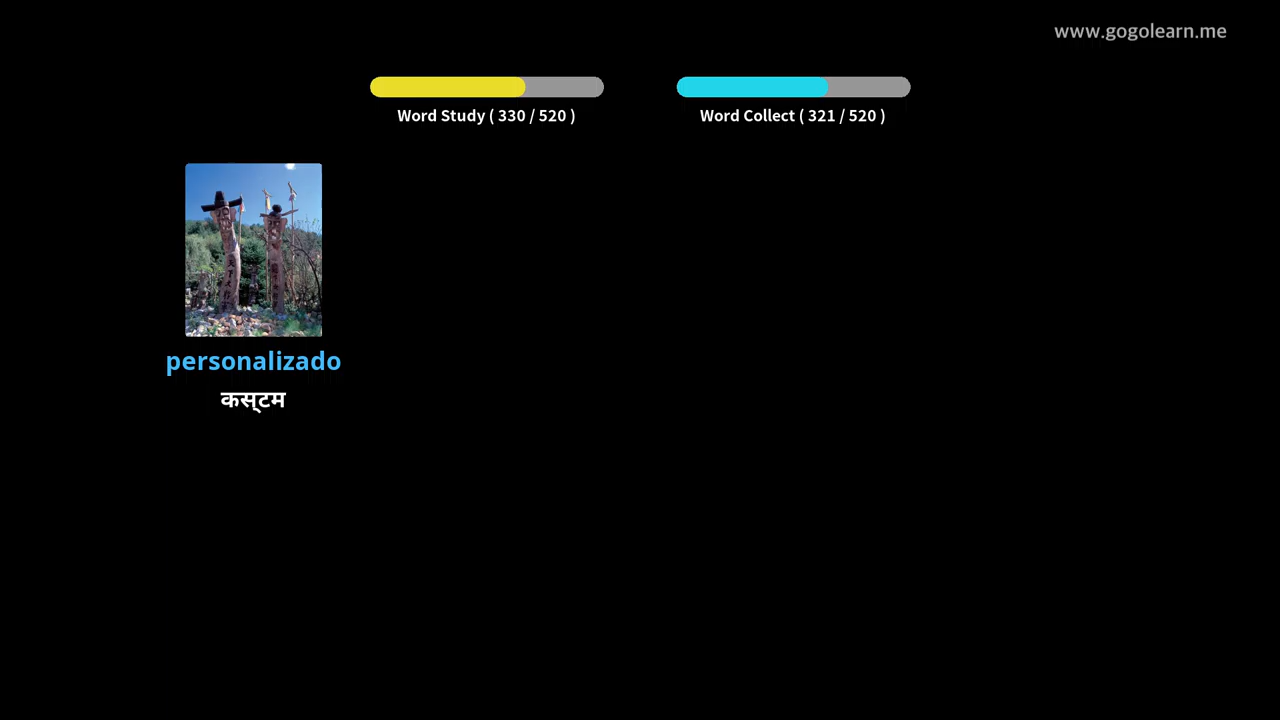 www.gogolearn.me
Word Study ( 330 / 520 )
Word Collect ( 321 / 520 )
personalizado
कस्टम